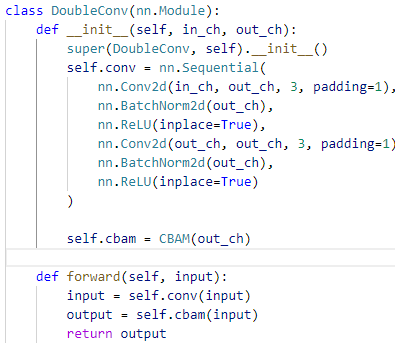 class DoubleConv(nn.Module):
    def __init__(self, in_ch, out_ch):
        super(DoubleConv, self).__init__()
        self.conv = nn.Sequential(
            nn.Conv2d(in_ch, out_ch, 3, padding=1),
            nn.BatchNorm2d(out_ch),
            nn.ReLU(inplace=True),
            nn.Conv2d(out_ch, out_ch, 3, padding=1)
            nn.BatchNorm2d(out_ch),
            nn.ReLU(inplace=True)
        )
        self.cbam = CBAM(out_ch)
    def forward(self, input):
        input = self.conv(input)
        output = self.cbam(input)
        return output